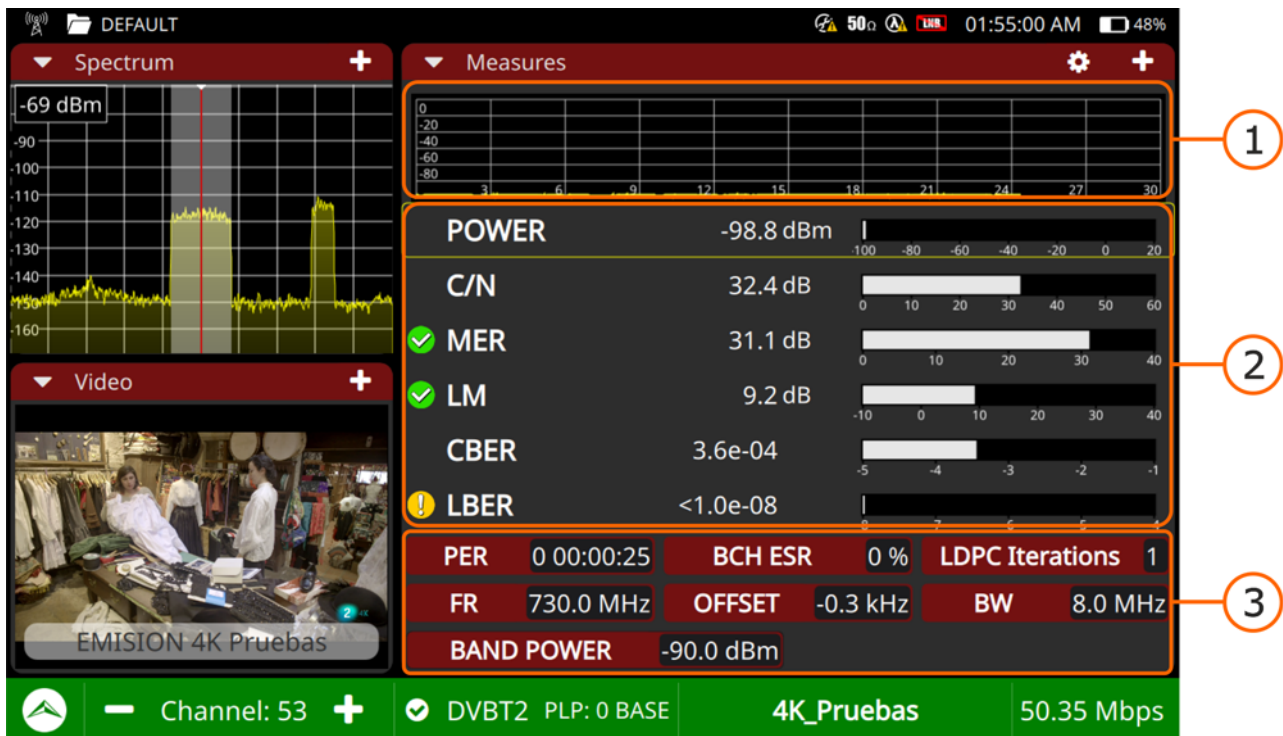 DEFAULT 50Ω LNB 01:55:00 AM 48%
Spectrum
-69 dBm
-90
-100
-110
-120
-130
-140
-150
-160
Video
2 4K
EMISION 4K Pruebas
Measures
0
-20
-40
-60
-80
3 6 9 12 15 18 21 24 27 30
POWER -98.8 dBm
-100 -80 -60 -40 -20 0 20
C/N 32.4 dB
0 10 20 30 40 50 60
MER 31.1 dB
0 10 20 30 40
LM 9.2 dB
-10 0 10 20 30 40
CBER 3.6e-04
-5 -4 -3 -2 -1
LBER <1.0e-08
PER 0 00:00:25 BCH ESR 0 % LDPC Iterations 1
FR 730.0 MHz OFFSET -0.3 kHz BW 8.0 MHz
BAND POWER -90.0 dBm
Channel: 53 DVBT2 PLP: 0 BASE 4K_Pruebas 50.35 Mbps
1
2
3